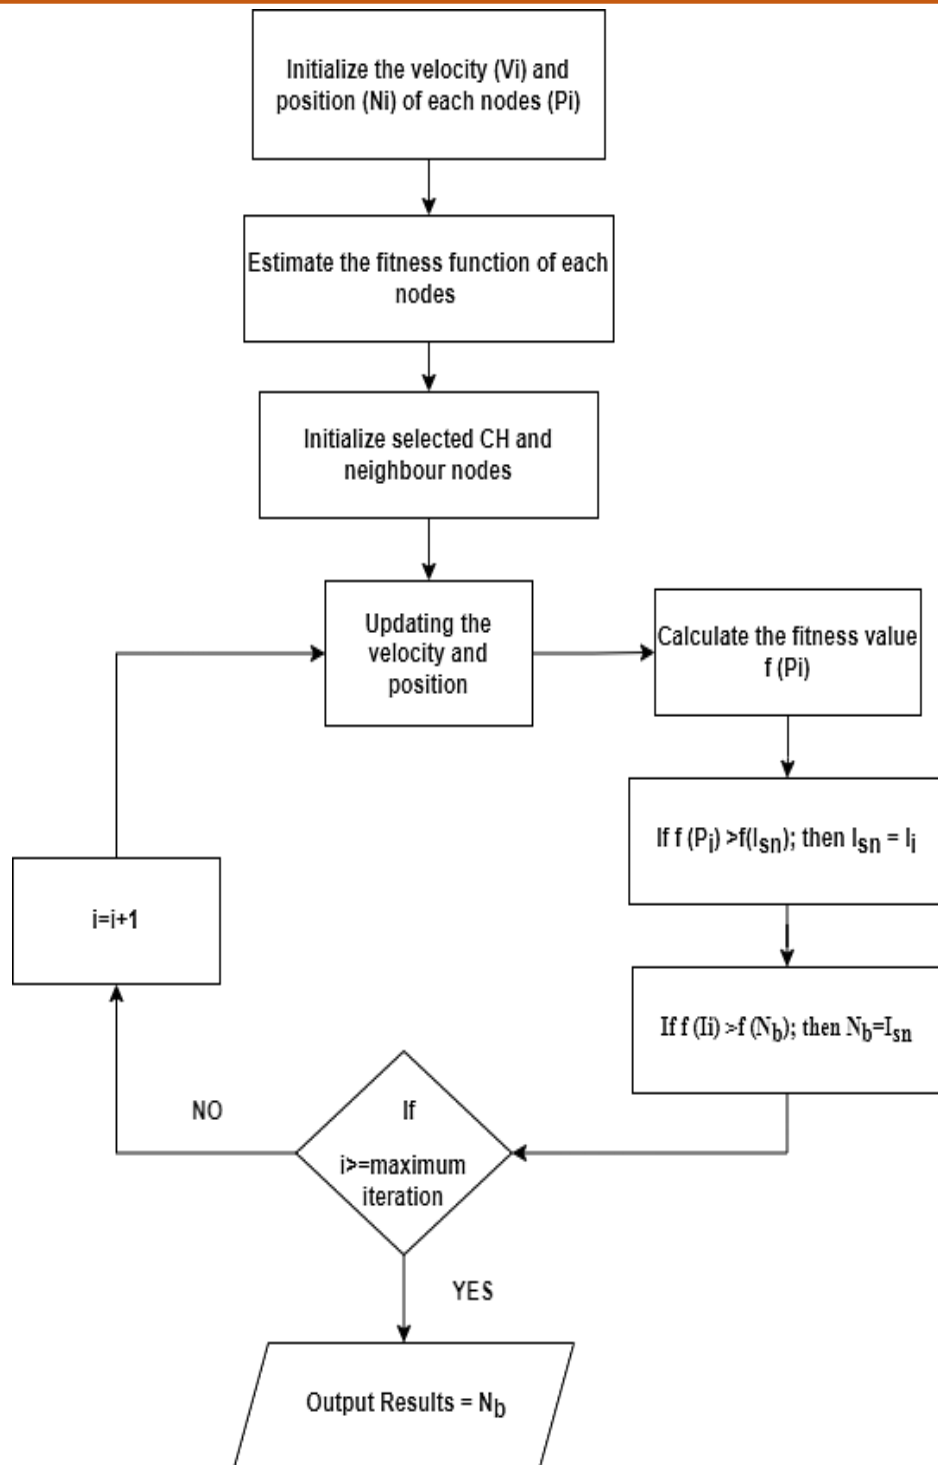 Initialize the velocity (Vi) and
position (Ni) of each nodes (Pi)
Estimate the fitness function of each
nodes
Initialize selected CH and
neighbour nodes
Updating the
velocity and
position
Calculate the fitness value
f (Pi)
If f (Pi) >f(Isn); then Isn = Ii
i=i+1
If f (Ii) >f (Nb); then Nb=Isn
NO
If
i>=maximum
iteration
YES
Output Results = Nb